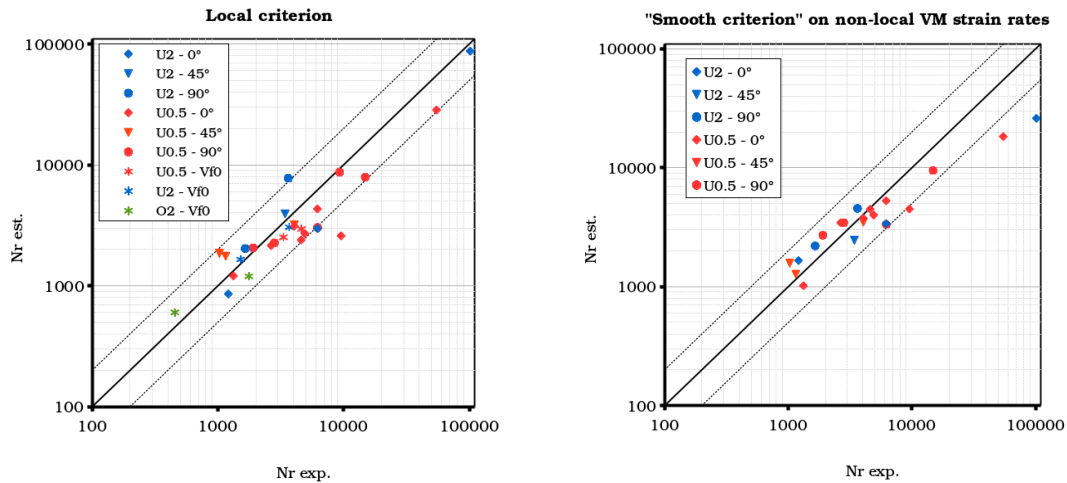 Local criterion
100000
10000
1000
100
Nr est.
U2 - 0°
U2 - 45°
U2 - 90°
U0.5 - 0°
U0.5 - 45°
U0.5 - 90°
U0.5 - Vf0
U2 - Vf0
O2 - Vf0
100
1000
10000
100000
Nr exp.
"Smooth criterion" on non-local VM strain rates
100000
10000
1000
100
Nr est.
U2 - 0°
U2 - 45°
U2 - 90°
U0.5 - 0°
U0.5 - 45°
U0.5 - 90°
100
1000
10000
100000
Nr exp.